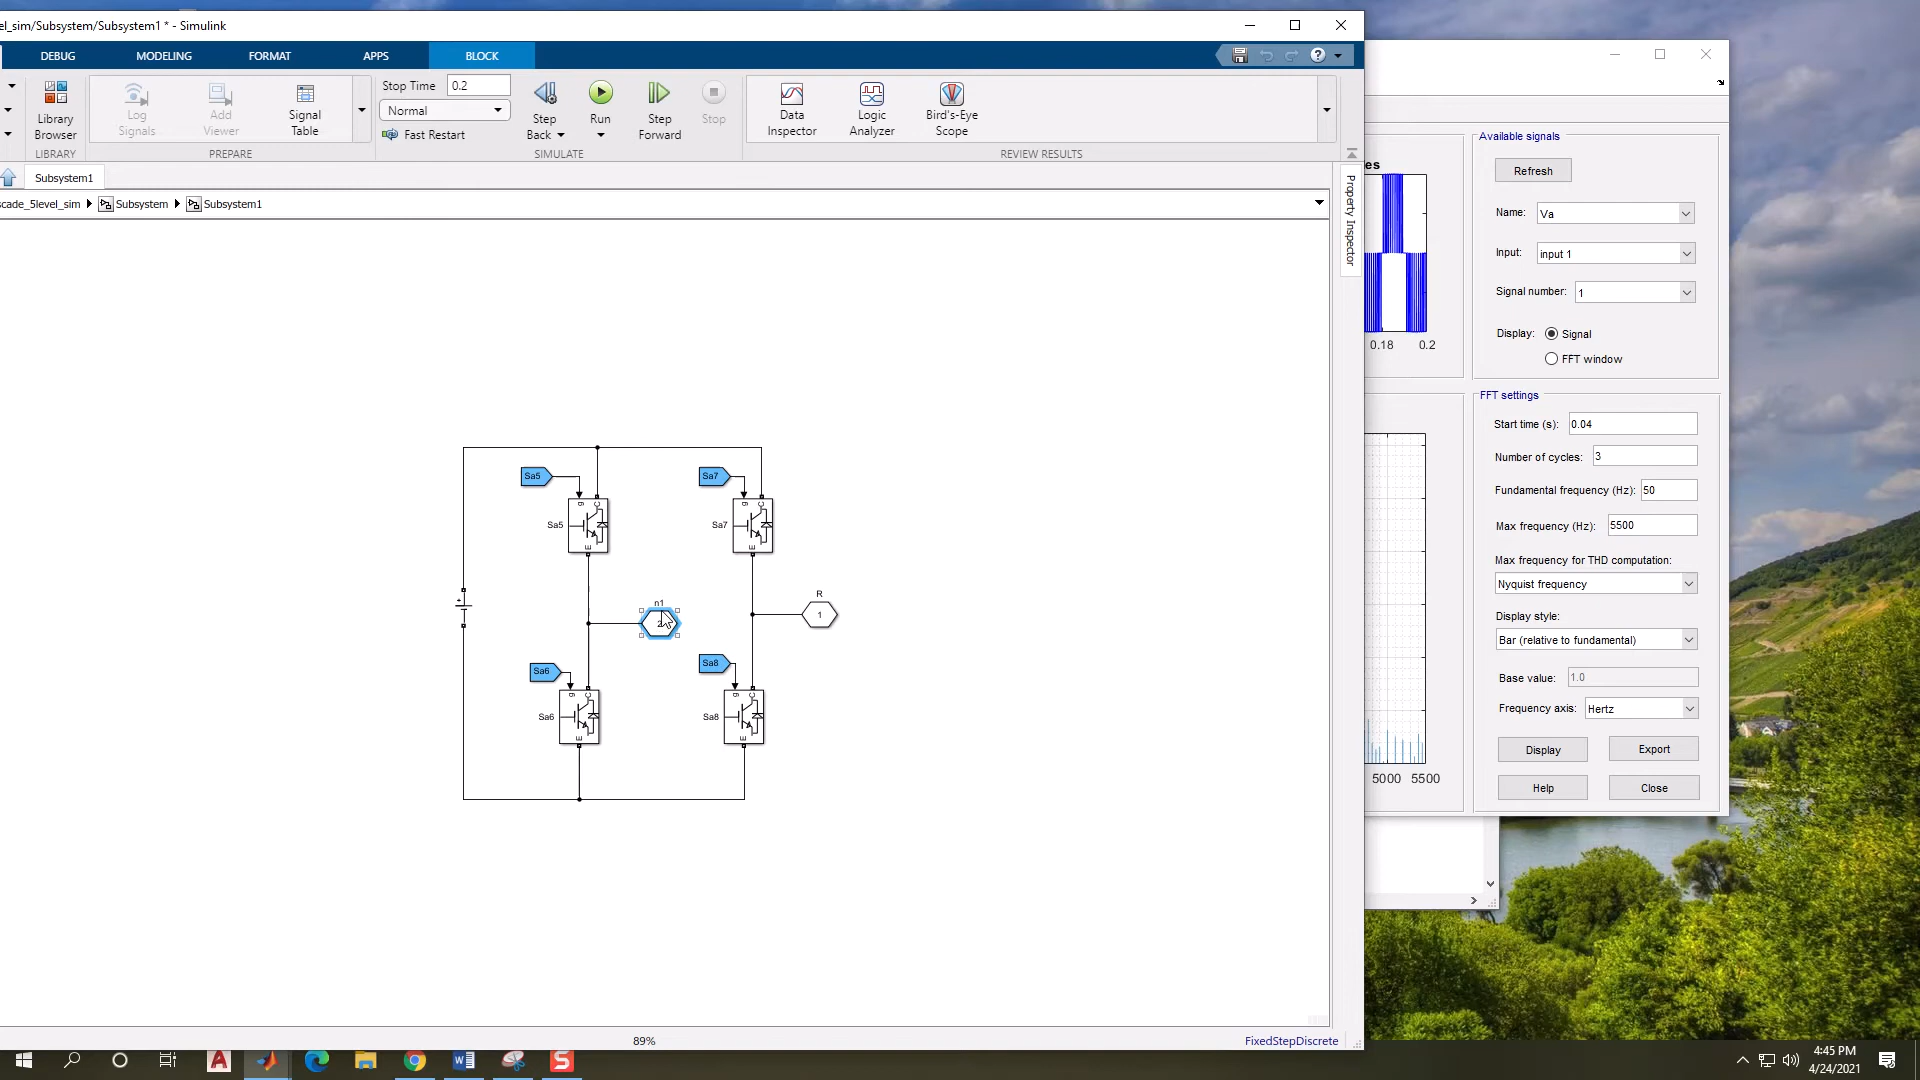 el_sim/Subsystem/Subsystem1 * - Simulink
DEBUG
MODELING
FORMAT
APPS
BLOCK
Library
Browser
LIBRARY
Log
Signals
Add
Viewer
Signal
Table
PREPARE
Stop Time 0.2
Normal
Fast Restart
Step
Back
Run
Step
Forward
Stop
SIMULATE
Data
Inspector
Logic
Analyzer
Bird's-Eye
Scope
REVIEW RESULTS
Subsystem1
cade_5level_sim Subsystem Subsystem1
Property Inspector
Sa5
g C
Sa5
E
Sa7
g C
Sa7
E
n1
2
R
1
Sa6
g C
Sa6
E
Sa8
g C
Sa8
E
89%
FixedStepDiscrete
es
0.18 0.2
5000 5500
Available signals
Refresh
Name: Va
Input: input 1
Signal number: 1
Display: Signal
FFT window
FFT settings
Start time (s): 0.04
Number of cycles: 3
Fundamental frequency (Hz): 50
Max frequency (Hz): 5500
Max frequency for THD computation:
Nyquist frequency
Display style:
Bar (relative to fundamental)
Base value: 1.0
Frequency axis: Hertz
Display
Export
Help
Close
4:45 PM
4/24/2021